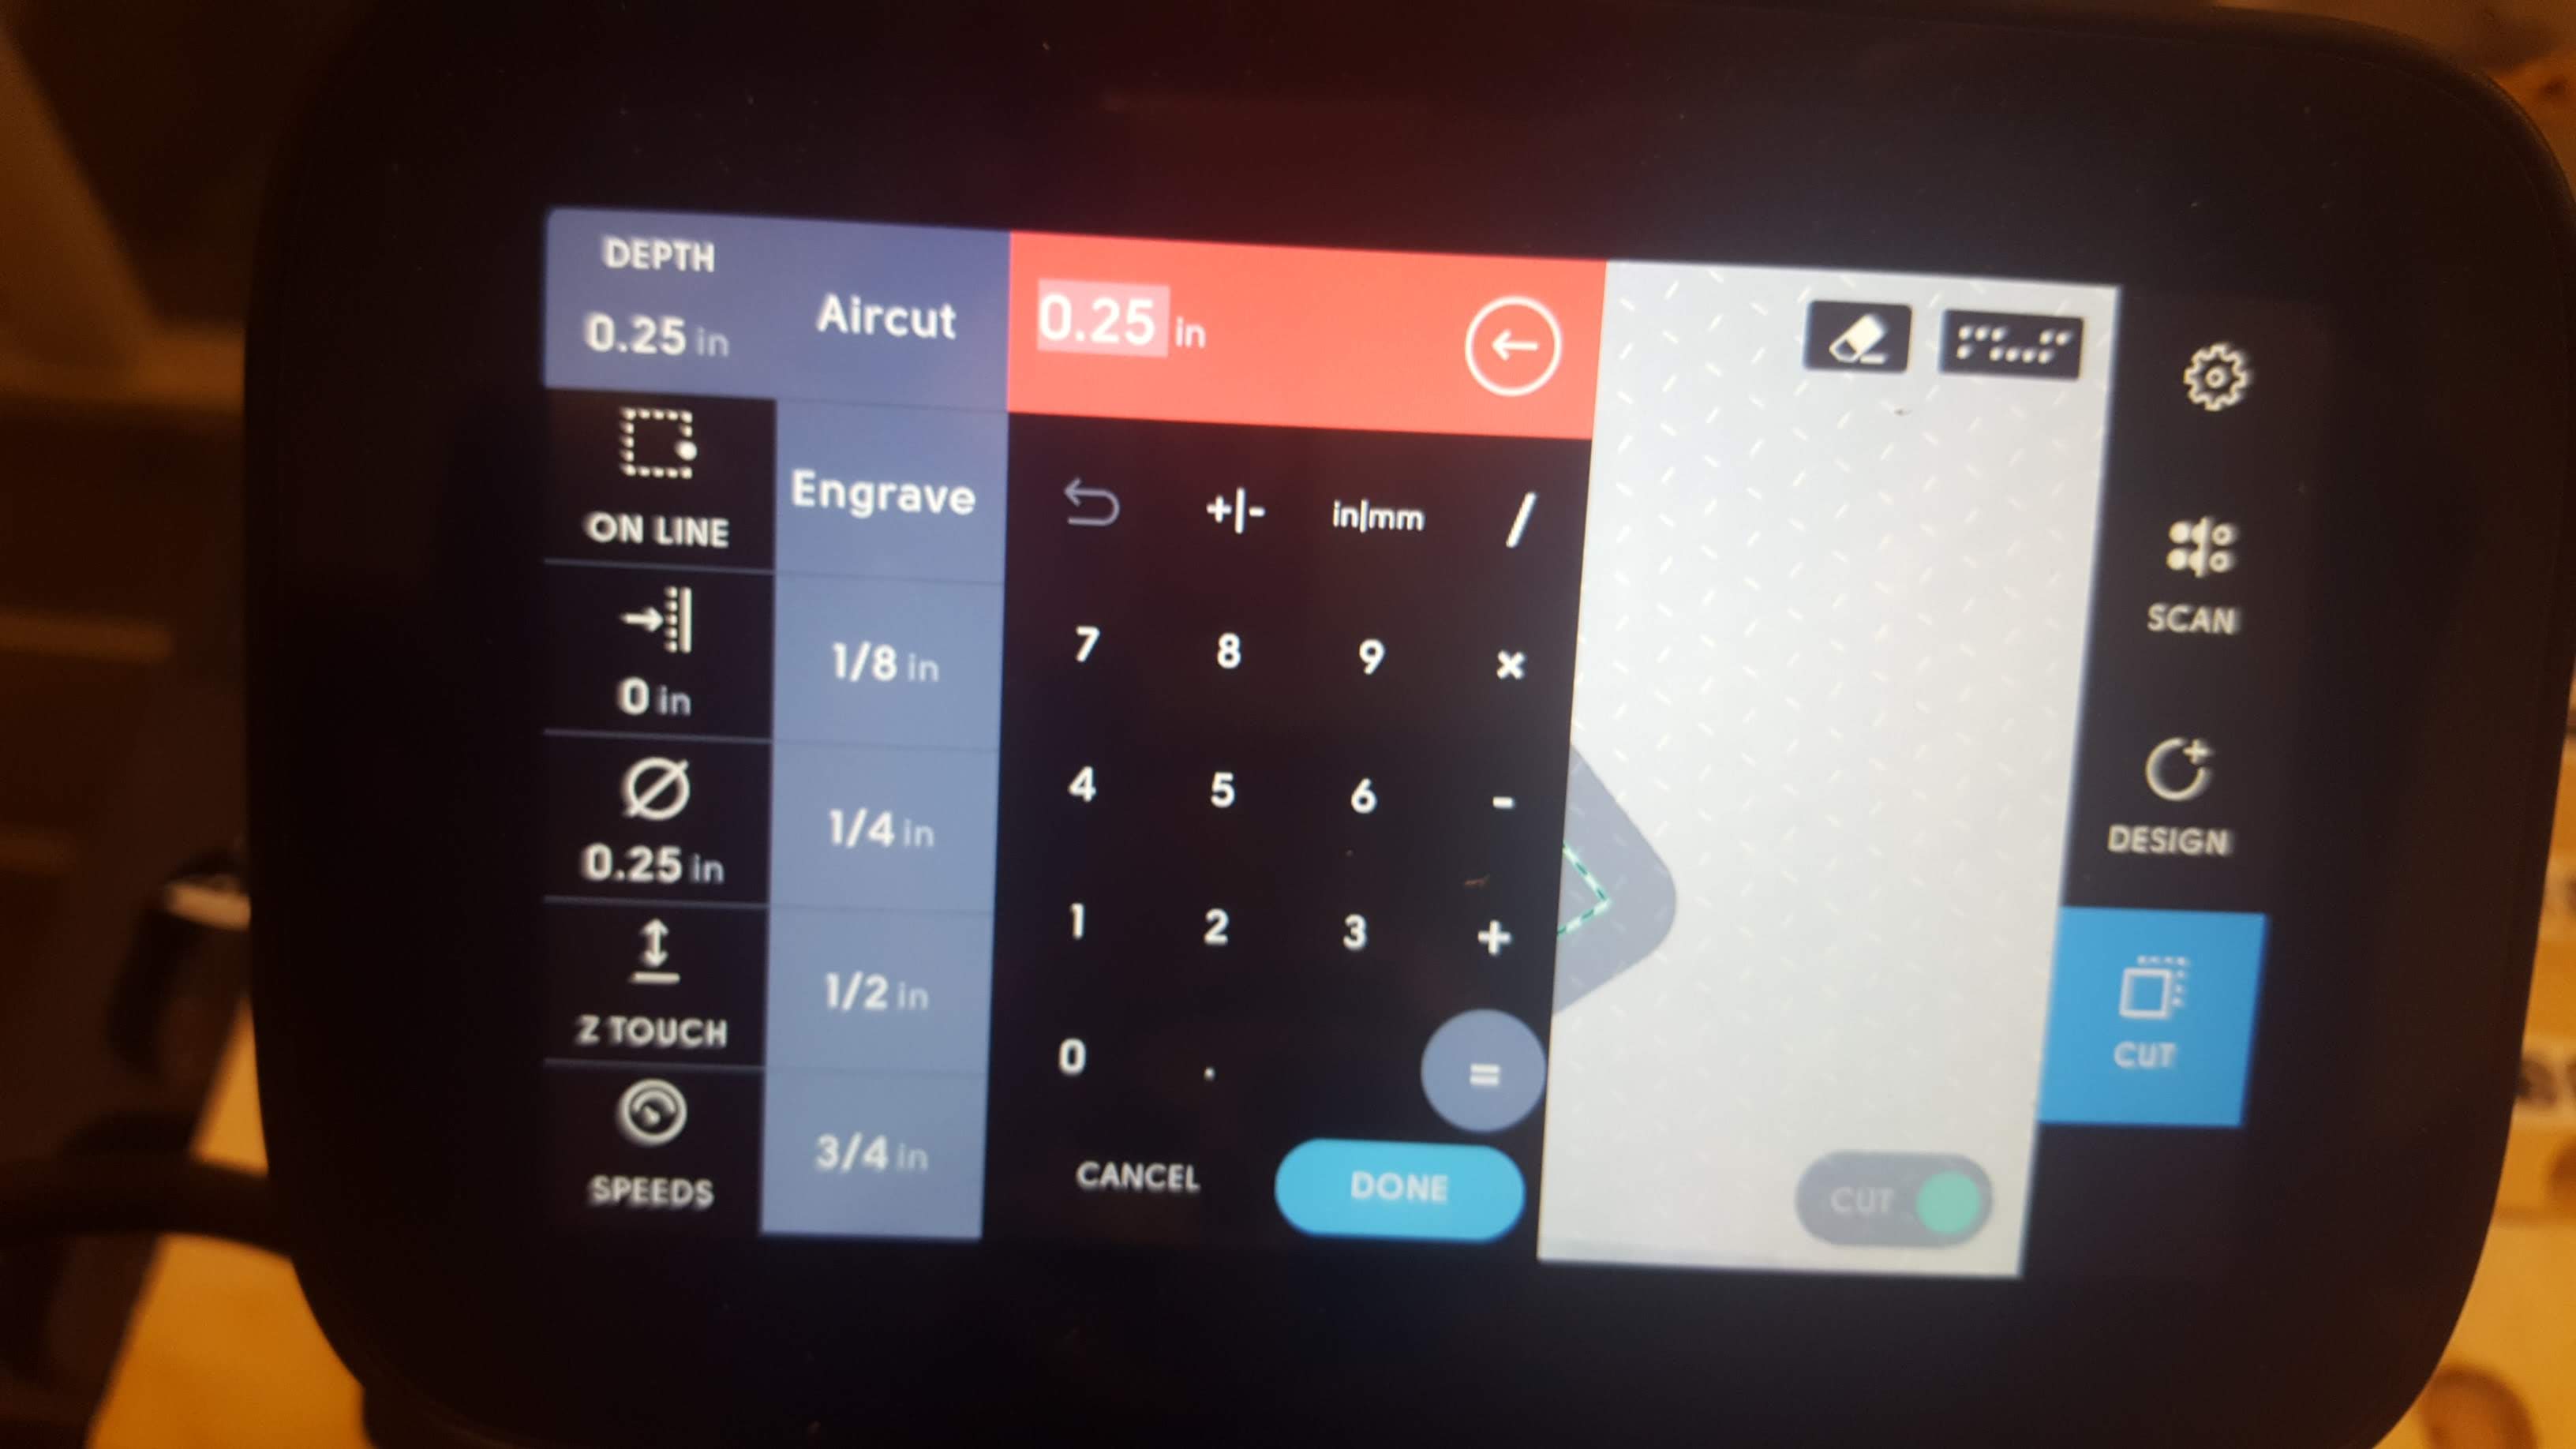 DEPTH
0.25 in
Aircut
0.25 in
ON LINE
Engrave
+|- in|mm /
0 in
1/8 in
7 8 9 x
SCAN
0.25 in
1/4 in
4 5 6 -
DESIGN
Z TOUCH
1/2 in
1 2 3 +
0 . =
CUT
SPEEDS
3/4 in
CANCEL
DONE
CUT